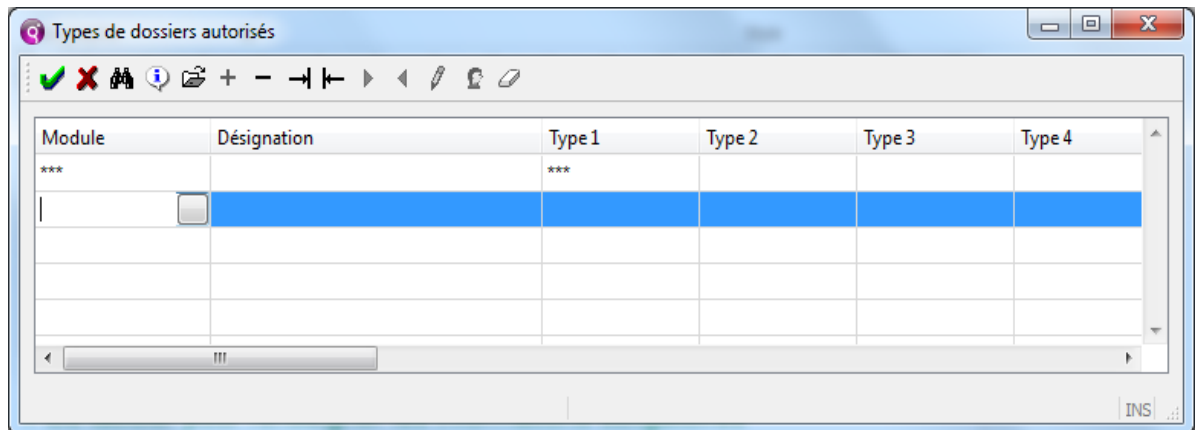 Types de dossiers autorisés
Module Désignation Type 1 Type 2 Type 3 Type 4
*** ***
INS